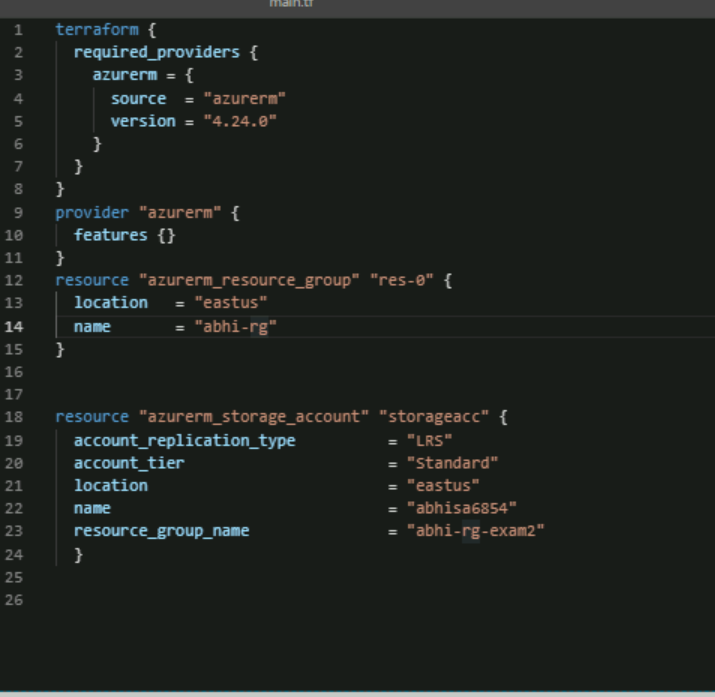 main.tf
1 terraform {
2 required_providers {
3 azurerm = {
4 source = "azurerm"
5 version = "4.24.0"
6 }
7 }
8 }
9 provider "azurerm" {
10 features {}
11 }
12 resource "azurerm_resource_group" "res-0" {
13 location = "eastus"
14 name = "abhi-rg"
15 }
16
17
18 resource "azurerm_storage_account" "storageacc" {
19 account_replication_type = "LRS"
20 account_tier = "Standard"
21 location = "eastus"
22 name = "abhisa6854"
23 resource_group_name = "abhi-rg-exam2"
24 }
25
26